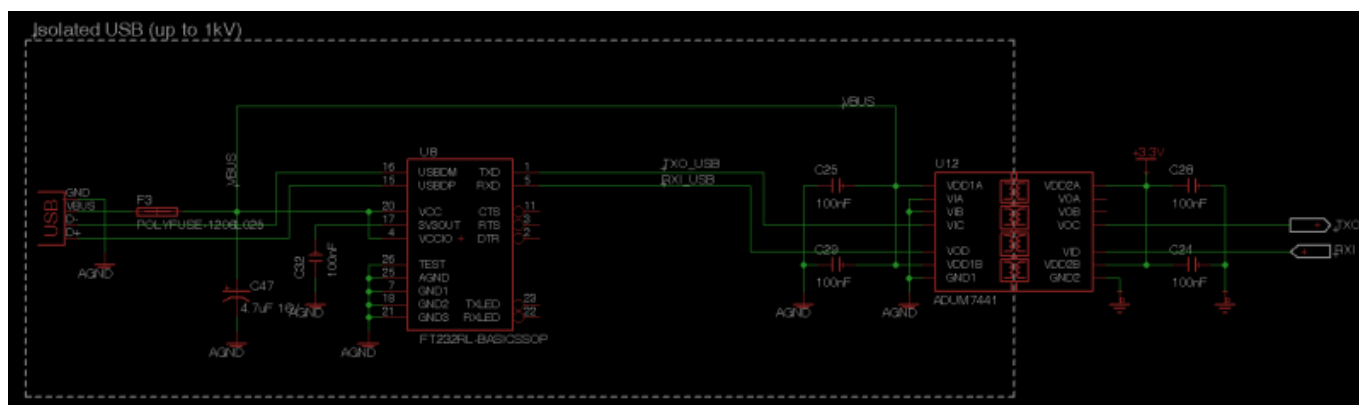 Isolated USB (up to 1kV)
VBUS
VBUS
USB
GND
VBUS
D-
D+
AGND
F3
POLYFUSE-1206L025
C47
4.7uF
AGND
C32
100nF
AGND
AGND
U8
16 USBDM TXD 1
15 USBDP RXD 5
20 VCC CTS 11
17 3V3OUT RTS 3
4 VCCIO DTR 2
26 TEST
25 AGND
7 GND1
18 GND2 TXLED 23
21 GND3 RXLED 22
FT232RL-BASICSSOP
TXO_USB
RXI_USB
C25
100nF
C29
100nF
AGND
AGND
U12
VDD1A VDD2A
VIA VOA
VIB VOB
VIC VOC
VOD VID
VDD1B VDD2B
GND1 GND2
ADUM7441
+3.3V
C28
100nF
C24
100nF
TXO
RXI